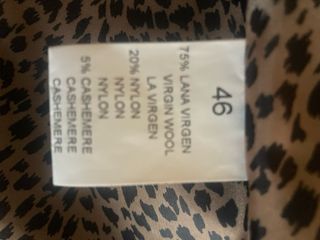 46
75% LANA VIRGEN
VIRGIN WOOL
LA VIRGEN
20% NYLON
NYLON
NYLON
5% CASHEMERE
CASHEMERE
CASHEMERE